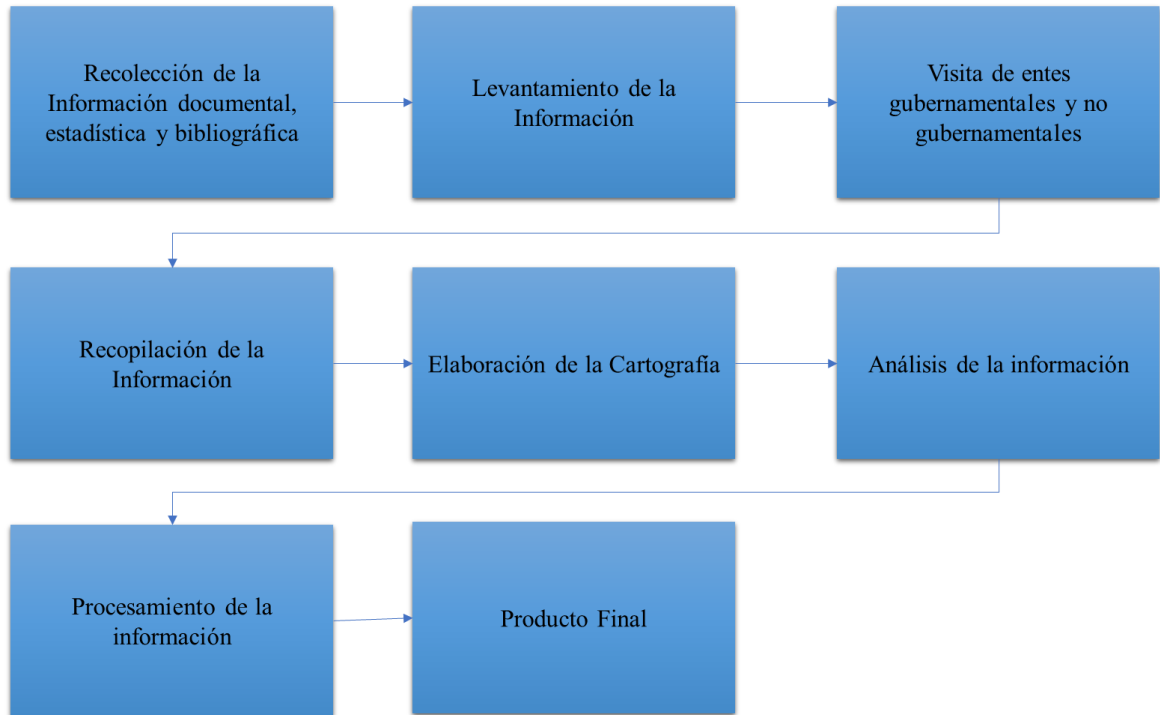 Recolección de la
Información documental,
estadística y bibliográfica
Levantamiento de la
Información
Visita de entes
gubernamentales y no
gubernamentales
Recopilación de la
Información
Elaboración de la Cartografía
Análisis de la información
Procesamiento de la
información
Producto Final